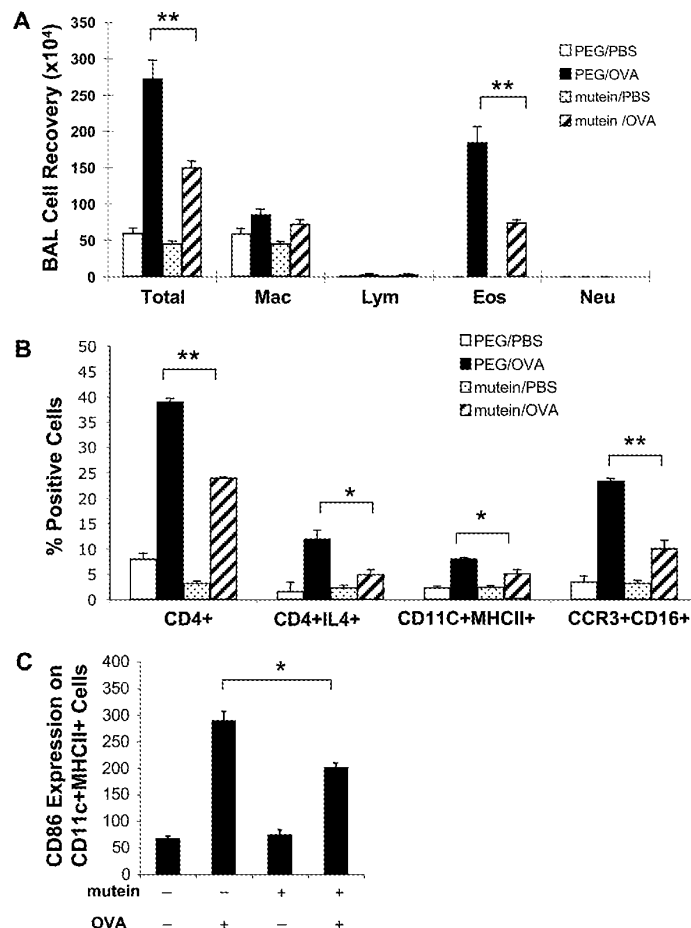 A
BAL Cell Recovery (x10⁴)
350
300
250
200
150
100
50
0
**
**
PEG/PBS
PEG/OVA
mutein/PBS
mutein /OVA
Total Mac Lym Eos Neu
B
% Positive Cells
50
45
40
35
30
25
20
15
10
5
0
**
*
*
**
PEG/PBS
PEG/OVA
mutein/PBS
mutein/OVA
CD4+ CD4+IL4+ CD11C+MHCII+ CCR3+CD16+
C
CD86 Expression on
CD11c+MHCII+ Cells
400
350
300
250
200
150
100
50
0
*
mutein – – + +
OVA – + – +